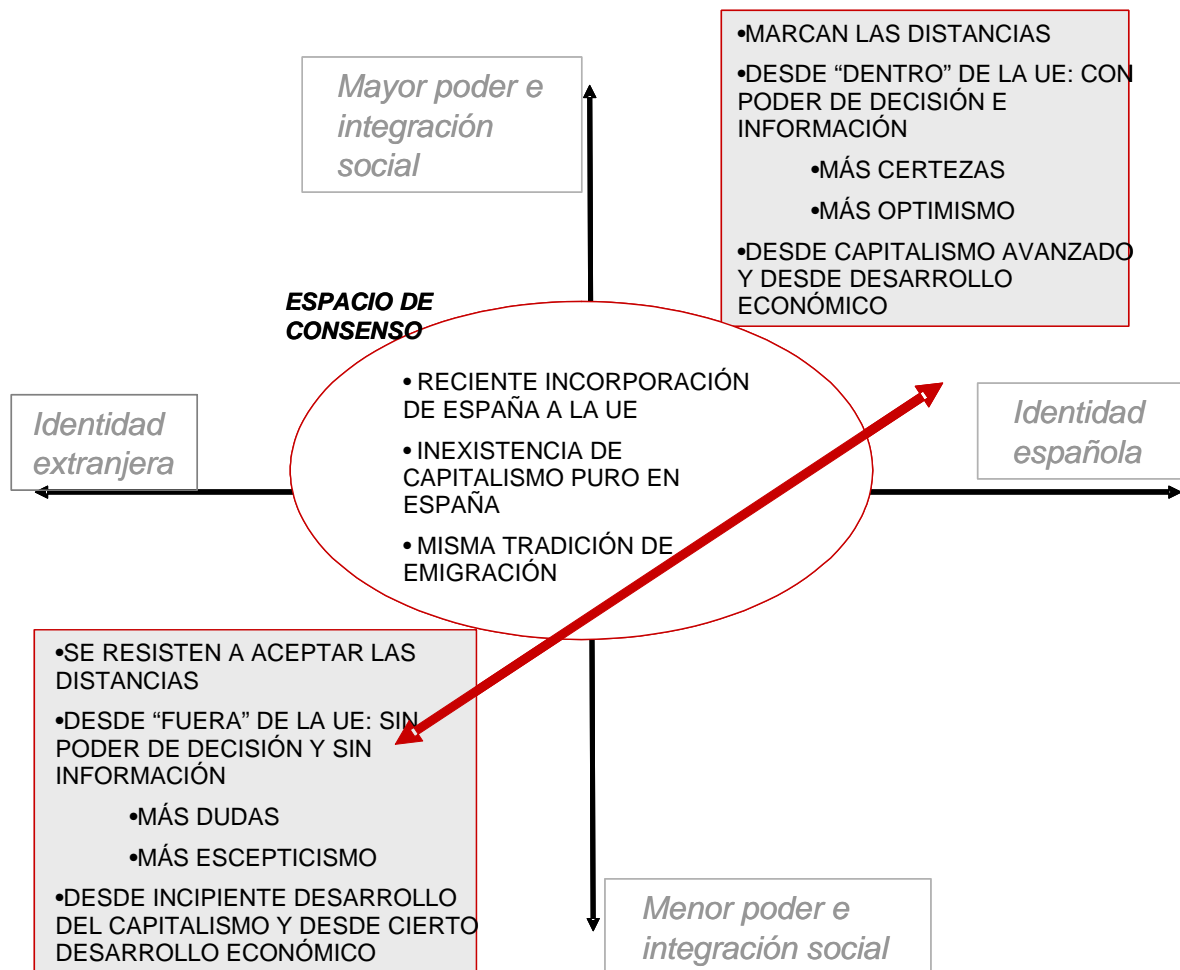 •MARCAN LAS DISTANCIAS
•DESDE “DENTRO” DE LA UE: CON
PODER DE DECISIÓN E
INFORMACIÓN
•MÁS CERTEZAS
•MÁS OPTIMISMO
•DESDE CAPITALISMO AVANZADO
Y DESDE DESARROLLO
ECONÓMICO
Mayor poder e
integración
social
ESPACIO DE
CONSENSO
• RECIENTE INCORPORACIÓN
DE ESPAÑA A LA UE
• INEXISTENCIA DE
CAPITALISMO PURO EN
ESPAÑA
• MISMA TRADICIÓN DE
EMIGRACIÓN
Identidad
extranjera
Identidad
española
•SE RESISTEN A ACEPTAR LAS
DISTANCIAS
•DESDE “FUERA” DE LA UE: SIN
PODER DE DECISIÓN Y SIN
INFORMACIÓN
•MÁS DUDAS
•MÁS ESCEPTICISMO
•DESDE INCIPIENTE DESARROLLO
DEL CAPITALISMO Y DESDE CIERTO
DESARROLLO ECONÓMICO
Menor poder e
integración social